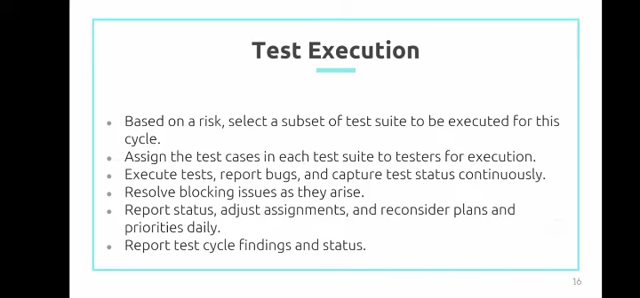 Test Execution
Based on a risk, select a subset of test suite to be executed for this
cycle.
Assign the test cases in each test suite to testers for execution.
Execute tests, report bugs, and capture test status continuously.
Resolve blocking issues as they arise.
Report status, adjust assignments, and reconsider plans and
priorities daily.
Report test cycle findings and status.
16